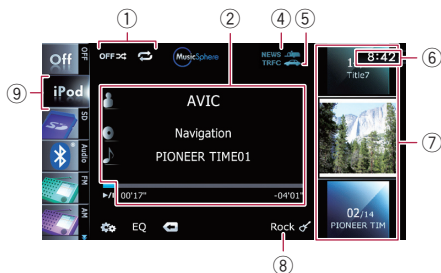 ① ② ④ ⑤
Off OFF OFF MusicSphere NEWS 8:42 ⑥
TRFC
Title7
⑨ iPod
AVIC
SD
Navigation
Audio
PIONEER TIME01
⑦
FM
00'17" -04'01"
02/14
PIONEER TIM
AM
EQ Rock
⑧